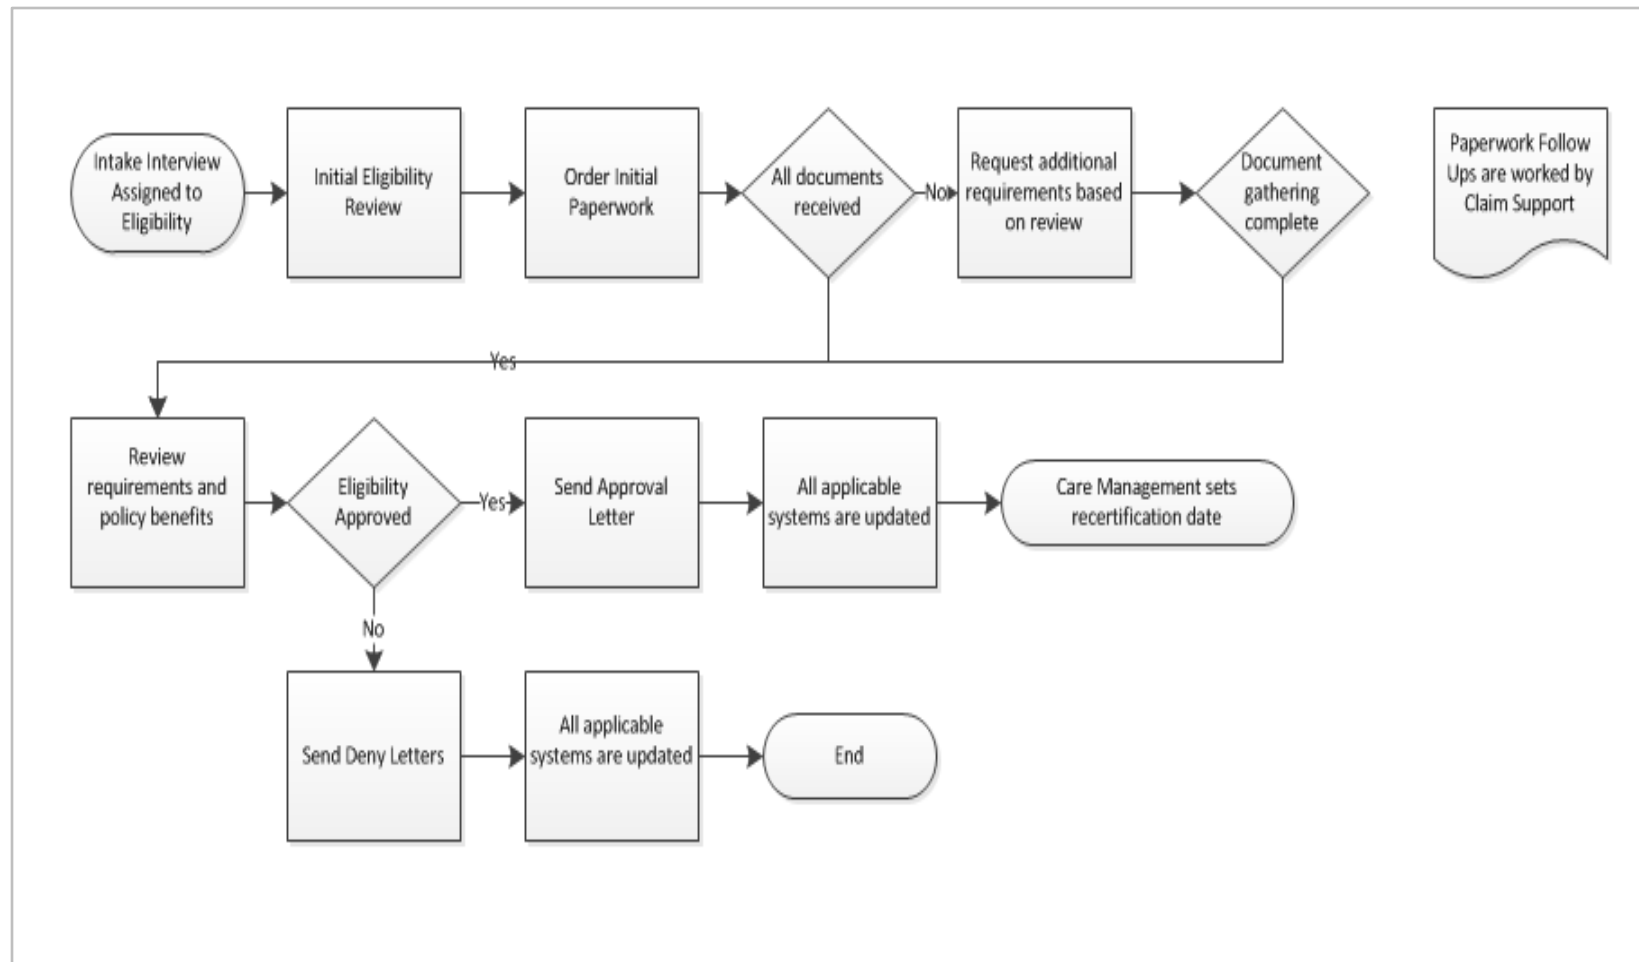 Intake Interview
Assigned to
Eligibility
Initial Eligibility
Review
Order Initial
Paperwork
All documents
received
No
Request additional
requirements based
on review
Document
gathering
complete
Paperwork Follow
Ups are worked by
Claim Support
Yes
Review
requirements and
policy benefits
Eligibility
Approved
Yes
Send Approval
Letter
All applicable
systems are updated
Care Management sets
recertification date
No
Send Deny Letters
All applicable
systems are updated
End